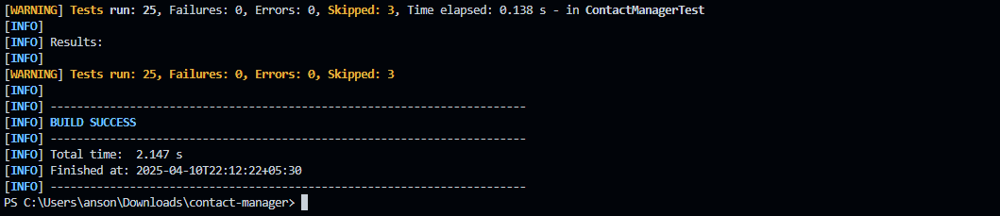 [WARNING] Tests run: 25, Failures: 0, Errors: 0, Skipped: 3, Time elapsed: 0.138 s - in ContactManagerTest
[INFO]
[INFO] Results:
[INFO]
[WARNING] Tests run: 25, Failures: 0, Errors: 0, Skipped: 3
[INFO]
[INFO] ------------------------------------------------------------------------
[INFO] BUILD SUCCESS
[INFO] ------------------------------------------------------------------------
[INFO] Total time:  2.147 s
[INFO] Finished at: 2025-04-10T22:12:22+05:30
[INFO] ------------------------------------------------------------------------
PS C:\Users\anson\Downloads\contact-manager>